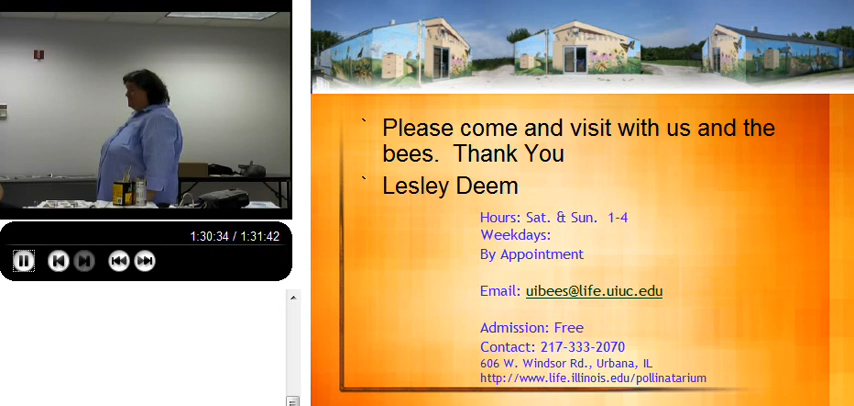 1:30:34 / 1:31:42
` Please come and visit with us and the
bees.  Thank You
` Lesley Deem
Hours: Sat. & Sun.  1-4
Weekdays:
By Appointment
Email: uibees@life.uiuc.edu
Admission: Free
Contact: 217-333-2070
606 W. Windsor Rd., Urbana, IL
http://www.life.illinois.edu/pollinatarium